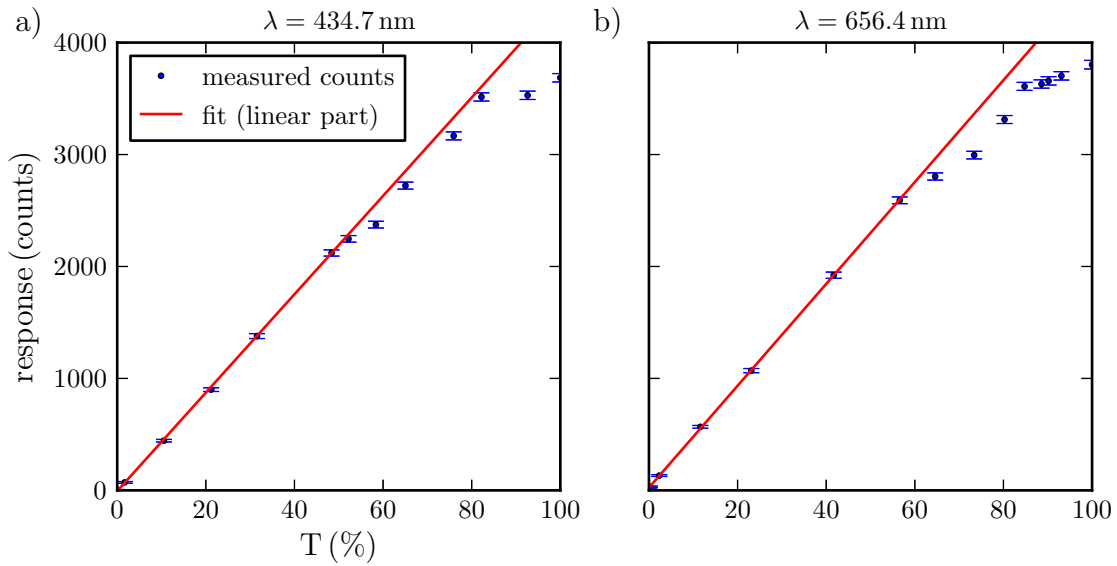 a)
λ = 434.7 nm
4000
3000
2000
1000
0
response (counts)
measured counts
fit (linear part)
0 20 40 60 80 100
T (%)
b)
λ = 656.4 nm
0 20 40 60 80 100